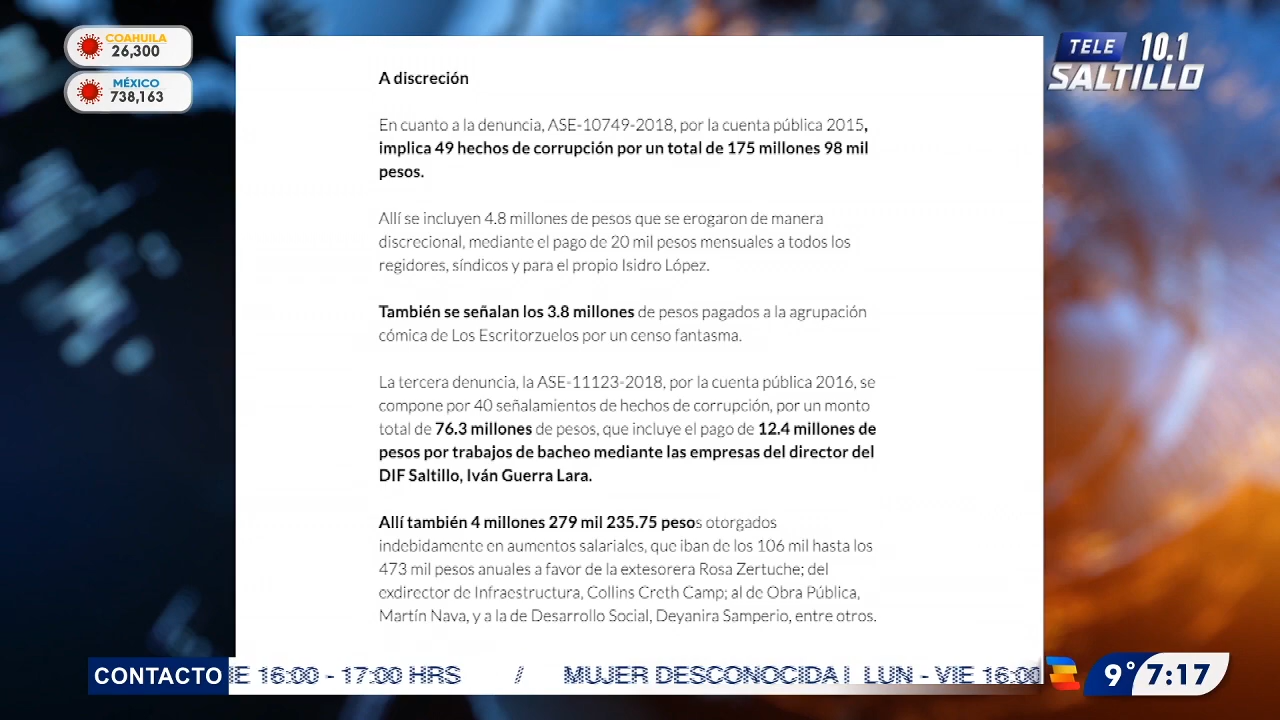 COAHUILA
26,300
MÉXICO
738,163
TELE 10.1
SALTILLO
A discreción
En cuanto a la denuncia, ASE-10749-2018, por la cuenta pública 2015,
implica 49 hechos de corrupción por un total de 175 millones 98 mil
pesos.
Allí se incluyen 4.8 millones de pesos que se erogaron de manera
discrecional, mediante el pago de 20 mil pesos mensuales a todos los
regidores, síndicos y para el propio Isidro López.
También se señalan los 3.8 millones de pesos pagados a la agrupación
cómica de Los Escritorzuelos por un censo fantasma.
La tercera denuncia, la ASE-11123-2018, por la cuenta pública 2016, se
compone por 40 señalamientos de hechos de corrupción, por un monto
total de 76.3 millones de pesos, que incluye el pago de 12.4 millones de
pesos por trabajos de bacheo mediante las empresas del director del
DIF Saltillo, Iván Guerra Lara.
Allí también 4 millones 279 mil 235.75 pesos otorgados
indebidamente en aumentos salariales, que iban de los 106 mil hasta los
473 mil pesos anuales a favor de la extesorera Rosa Zertuche; del
exdirector de Infraestructura, Collins Creth Camp; al de Obra Pública,
Martín Nava, y a la de Desarrollo Social, Deyanira Samperio, entre otros.
CONTACTO IE 16:00 - 17:00 HRS / MUJER DESCONOCIDA | LUN - VIE 16:00 9° 7:17